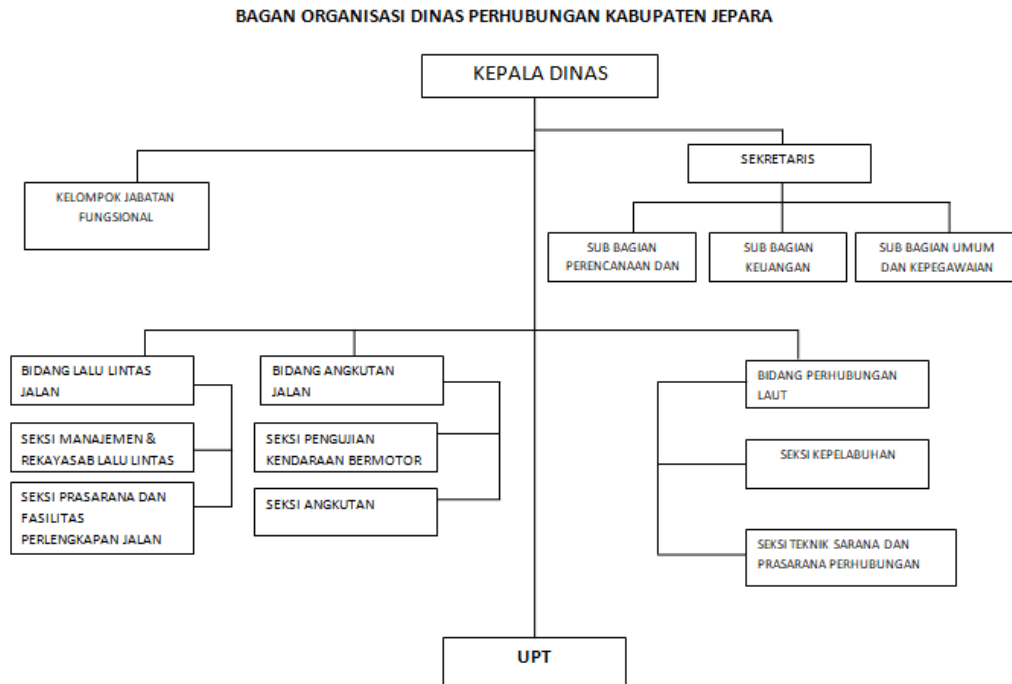 BAGAN ORGANISASI DINAS PERHUBUNGAN KABUPATEN JEPARA
KEPALA DINAS
SEKRETARIS
KELOMPOK JABATAN
FUNGSIONAL
SUB BAGIAN
PERENCANAAN DAN
SUB BAGIAN
KEUANGAN
SUB BAGIAN UMUM
DAN KEPEGAWAIAN
BIDANG LALU LINTAS
JALAN
SEKSI MANAJEMEN &
REKAYASAB LALU LINTAS
SEKSI PRASARANA DAN
FASILITAS
PERLENGKAPAN JALAN
BIDANG ANGKUTAN
JALAN
SEKSI PENGUJIAN
KENDARAAN BERMOTOR
SEKSI ANGKUTAN
BIDANG PERHUBUNGAN
LAUT
SEKSI KEPELABUHAN
SEKSI TEKNIK SARANA DAN
PRASARANA PERHUBUNGAN
UPT